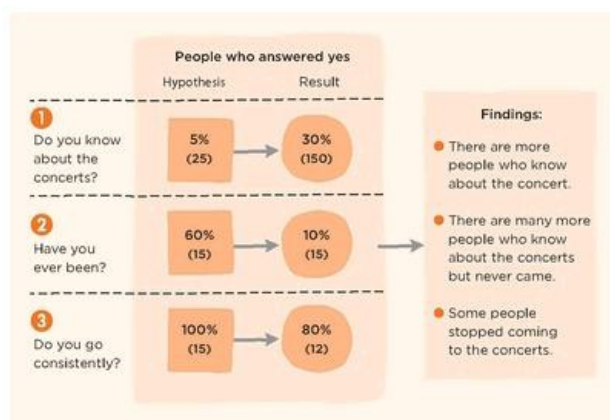 People who answered yes
Hypothesis
Result
1
Do you know
about the
concerts?
5%
(25)
30%
(150)
2
Have you
ever been?
60%
(15)
10%
(15)
3
Do you go
consistently?
100%
(15)
80%
(12)
Findings:
There are more
people who know
about the concert.
There are many more
people who know
about the concerts
but never came.
Some people
stopped coming
to the concerts.